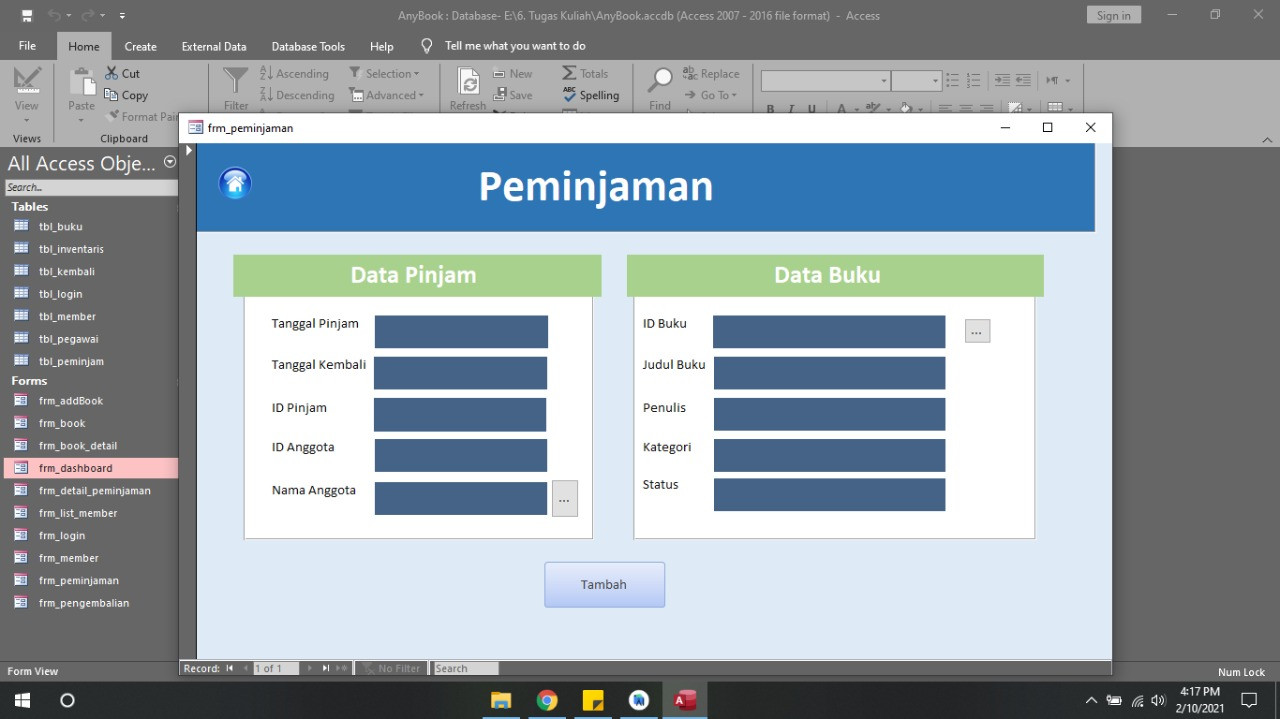 AnyBook : Database- E:\6. Tugas Kuliah\AnyBook.accdb (Access 2007 - 2016 file format) - Access
Sign in
File Home Create External Data Database Tools Help Tell me what you want to do
View
Views
Paste
Cut
Copy
Format Pain
Clipboard
Filter
Ascending
Descending
Selection
Advanced
Refresh
New
Save
Totals
Spelling
Find
Replace
Go To
B I U A
All Access Obje...
Search...
Tables
tbl_buku
tbl_inventaris
tbl_kembali
tbl_login
tbl_member
tbl_pegawai
tbl_peminjam
Forms
frm_addBook
frm_book
frm_book_detail
frm_dashboard
frm_detail_peminjaman
frm_list_member
frm_login
frm_member
frm_peminjaman
frm_pengembalian
frm_peminjaman
Peminjaman
Data Pinjam
Tanggal Pinjam
Tanggal Kembali
ID Pinjam
ID Anggota
Nama Anggota ...
Data Buku
ID Buku ...
Judul Buku
Penulis
Kategori
Status
Tambah
Record: 1 of 1 No Filter Search
Form View
Num Lock
4:17 PM
2/10/2021